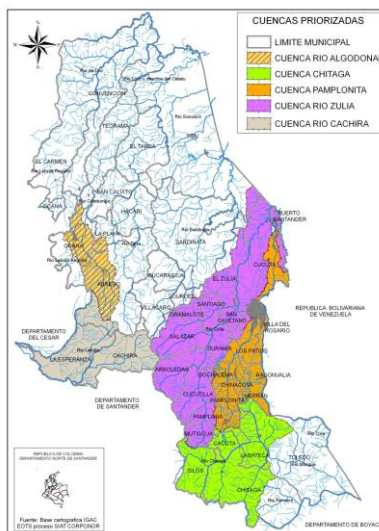 CUENCAS PRIORIZADAS
LIMITE MUNICIPAL
CUENCA RIO ALGODONAL
CUENCA CHITAGA
CUENCA PAMPLONITA
CUENCA RIO ZULIA
CUENCA RIO CACHIRA
CONVENCION
TEORAMA
EL TARRA
TIBU
EL CARMEN
SAN CALIXTO
OCAÑA
HACARI
LA PLAYA
SARDINATA
ABREGO
BUCARASICA
VILLACARO
LOURDES
GRAMALOTE
SANTIAGO
EL ZULIA
CUCUTA
PUERTO
SANTANDER
REPUBLICA BOLIVARIANA
DE VENEZUELA
SAN
CAYETANO
VILLA DEL
ROSARIO
LOS PATIOS
SALAZAR
DURANIA
DEPARTAMENTO
DEL CESAR
LA ESPERANZA
CACHIRA
ARBOLEDAS
BOCHALEMA
CHINACOTA
RAGONVALIA
HERRAN
DEPARTAMENTO
DE SANTANDER
CUCUTILLA
PAMPLONITA
PAMPLONA
MUTISCUA
CACOTA
LABATECA
TOLEDO
SILOS
CHITAGA
REPUBLICA DE COLOMBIA
DEPARTAMENTO NORTE DE SANTANDER
Fuente: Base cartografica IGAC
EOTS proceso SIAT CORPONOR
DEPARTAMENTO DE BOYAC